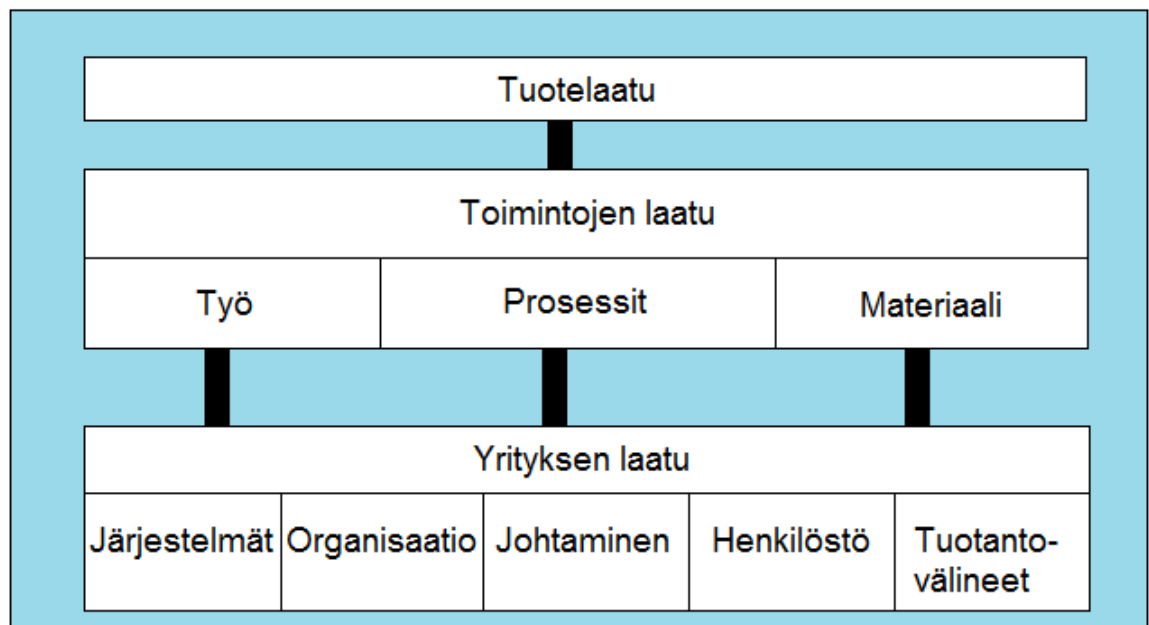 Tuotelaatu
Toimintojen laatu
Työ
Prosessit
Materiaali
Yrityksen laatu
Järjestelmät
Organisaatio
Johtaminen
Henkilöstö
Tuotanto-
välineet